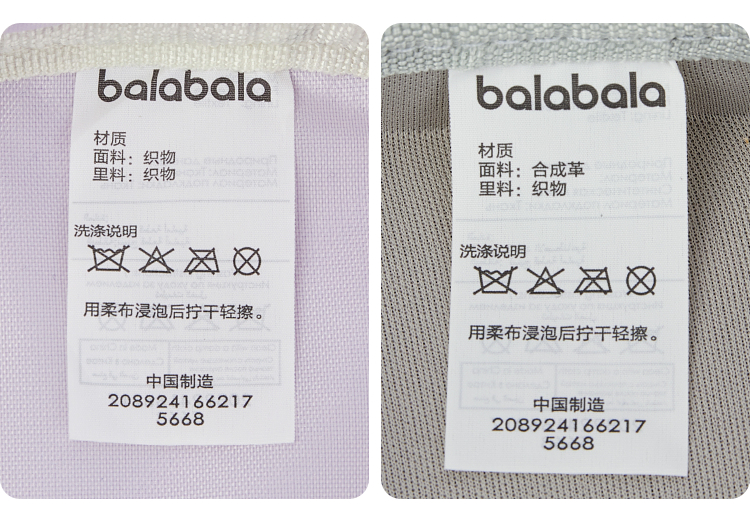 balabala
材质
面料：织物
里料：织物
洗涤说明
用柔布浸泡后拧干轻擦。
中国制造
208924166217
5668
balabala
材质
面料：合成革
里料：织物
洗涤说明
用柔布浸泡后拧干轻擦。
中国制造
208924166217
5668